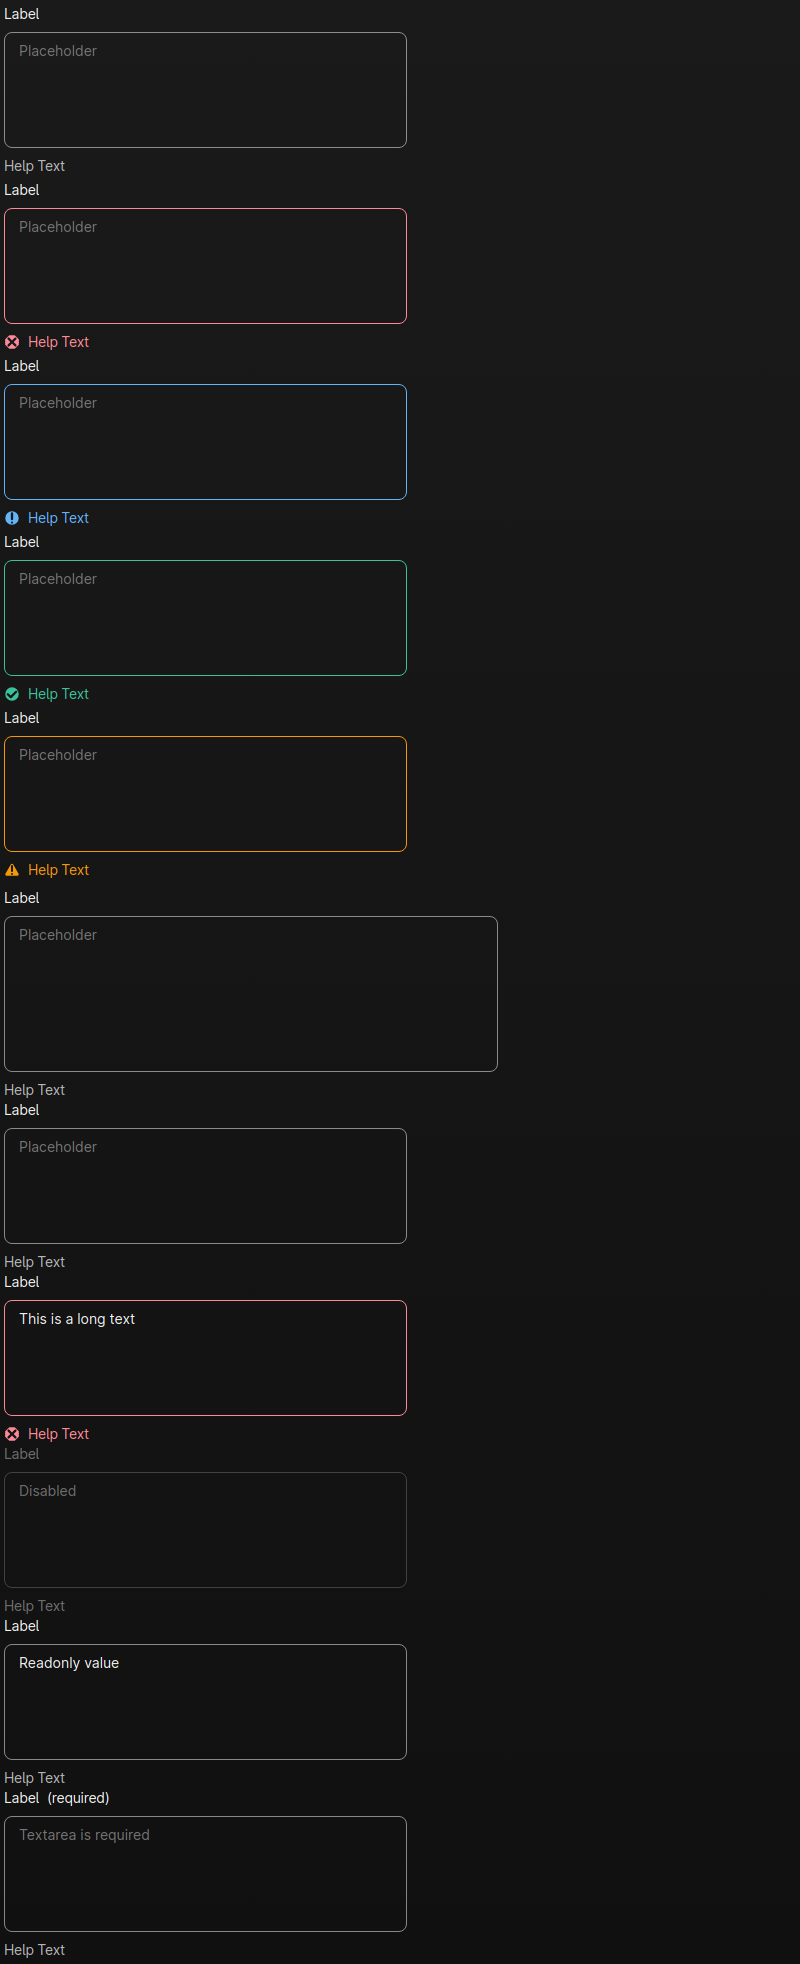 Label
Placeholder
Help Text
Label
Placeholder
Help Text
Label
Placeholder
Help Text
Label
Placeholder
Help Text
Label
Placeholder
Help Text
Label
Placeholder
Help Text
Label
Placeholder
Help Text
Label
This is a long text
Help Text
Label
Disabled
Help Text
Label
Readonly value
Help Text
Label (required)
Textarea is required
Help Text